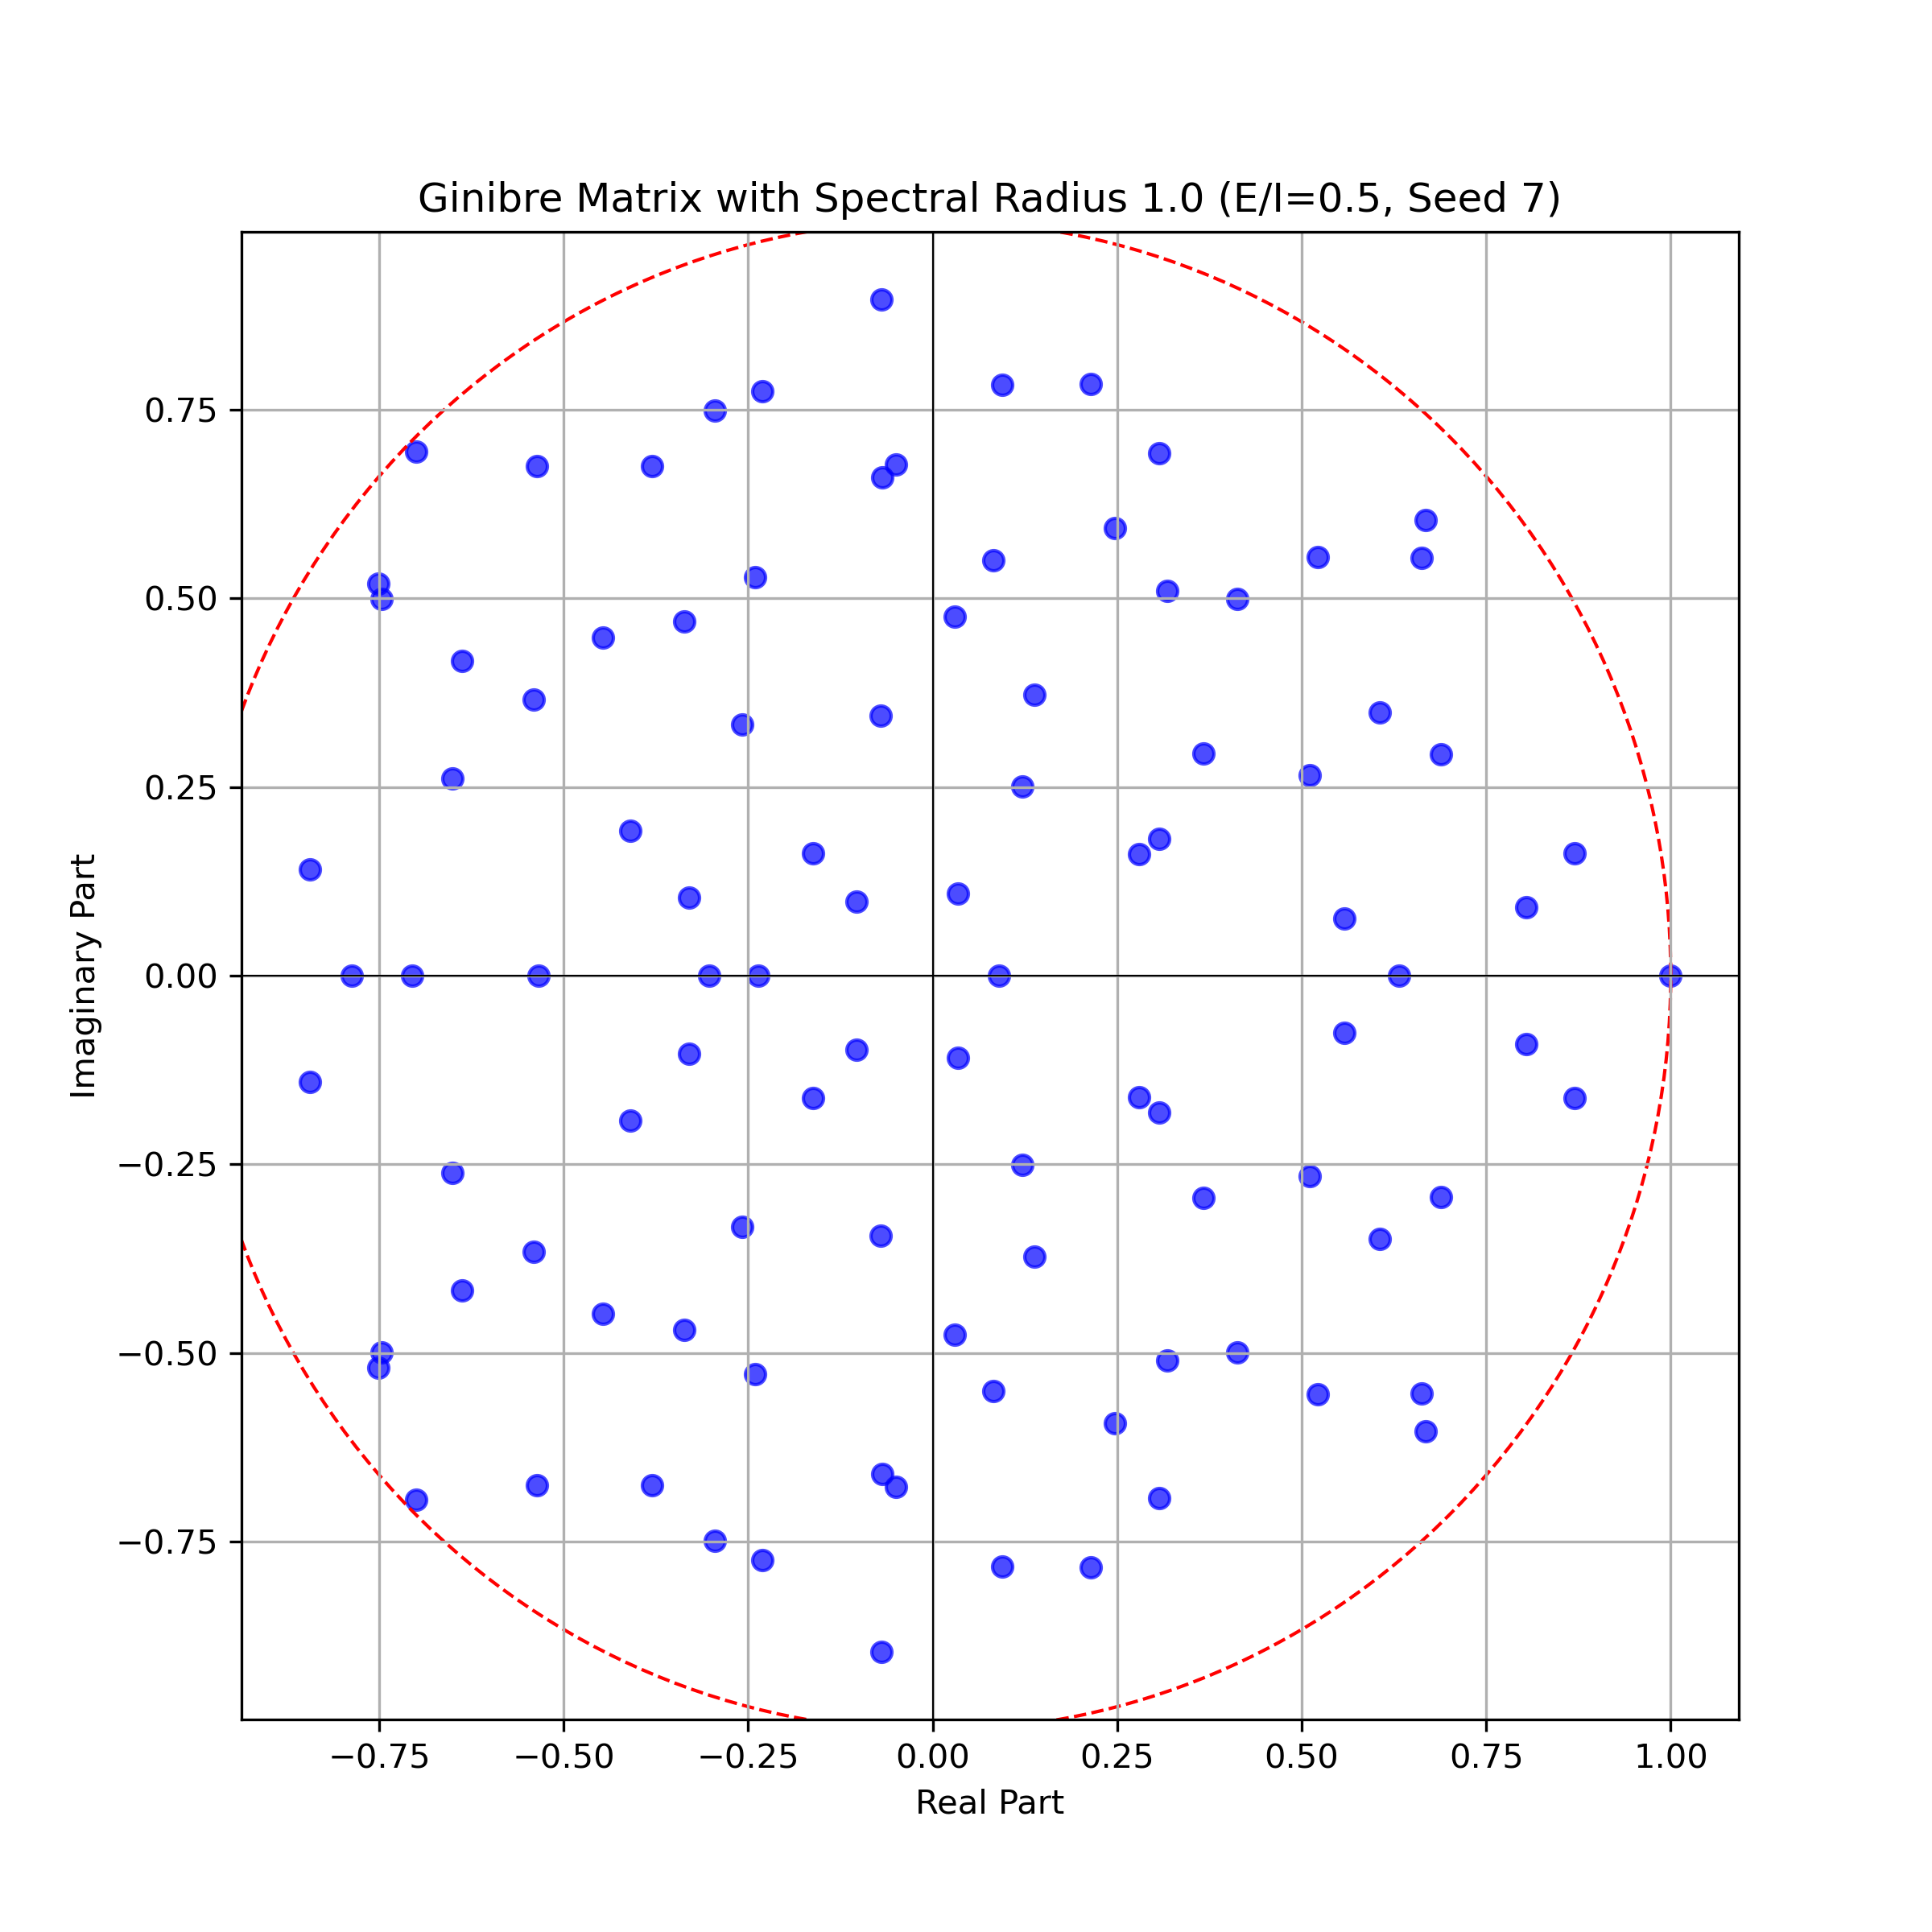 Ginibre Matrix with Spectral Radius 1.0 (E/I=0.5, Seed 7)
Imaginary Part
0.75
0.50
0.25
0.00
−0.25
−0.50
−0.75
−0.75 −0.50 −0.25 0.00 0.25 0.50 0.75 1.00
Real Part